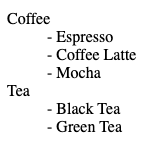 Coffee
- Espresso
- Coffee Latte
- Mocha
Tea
- Black Tea
- Green Tea